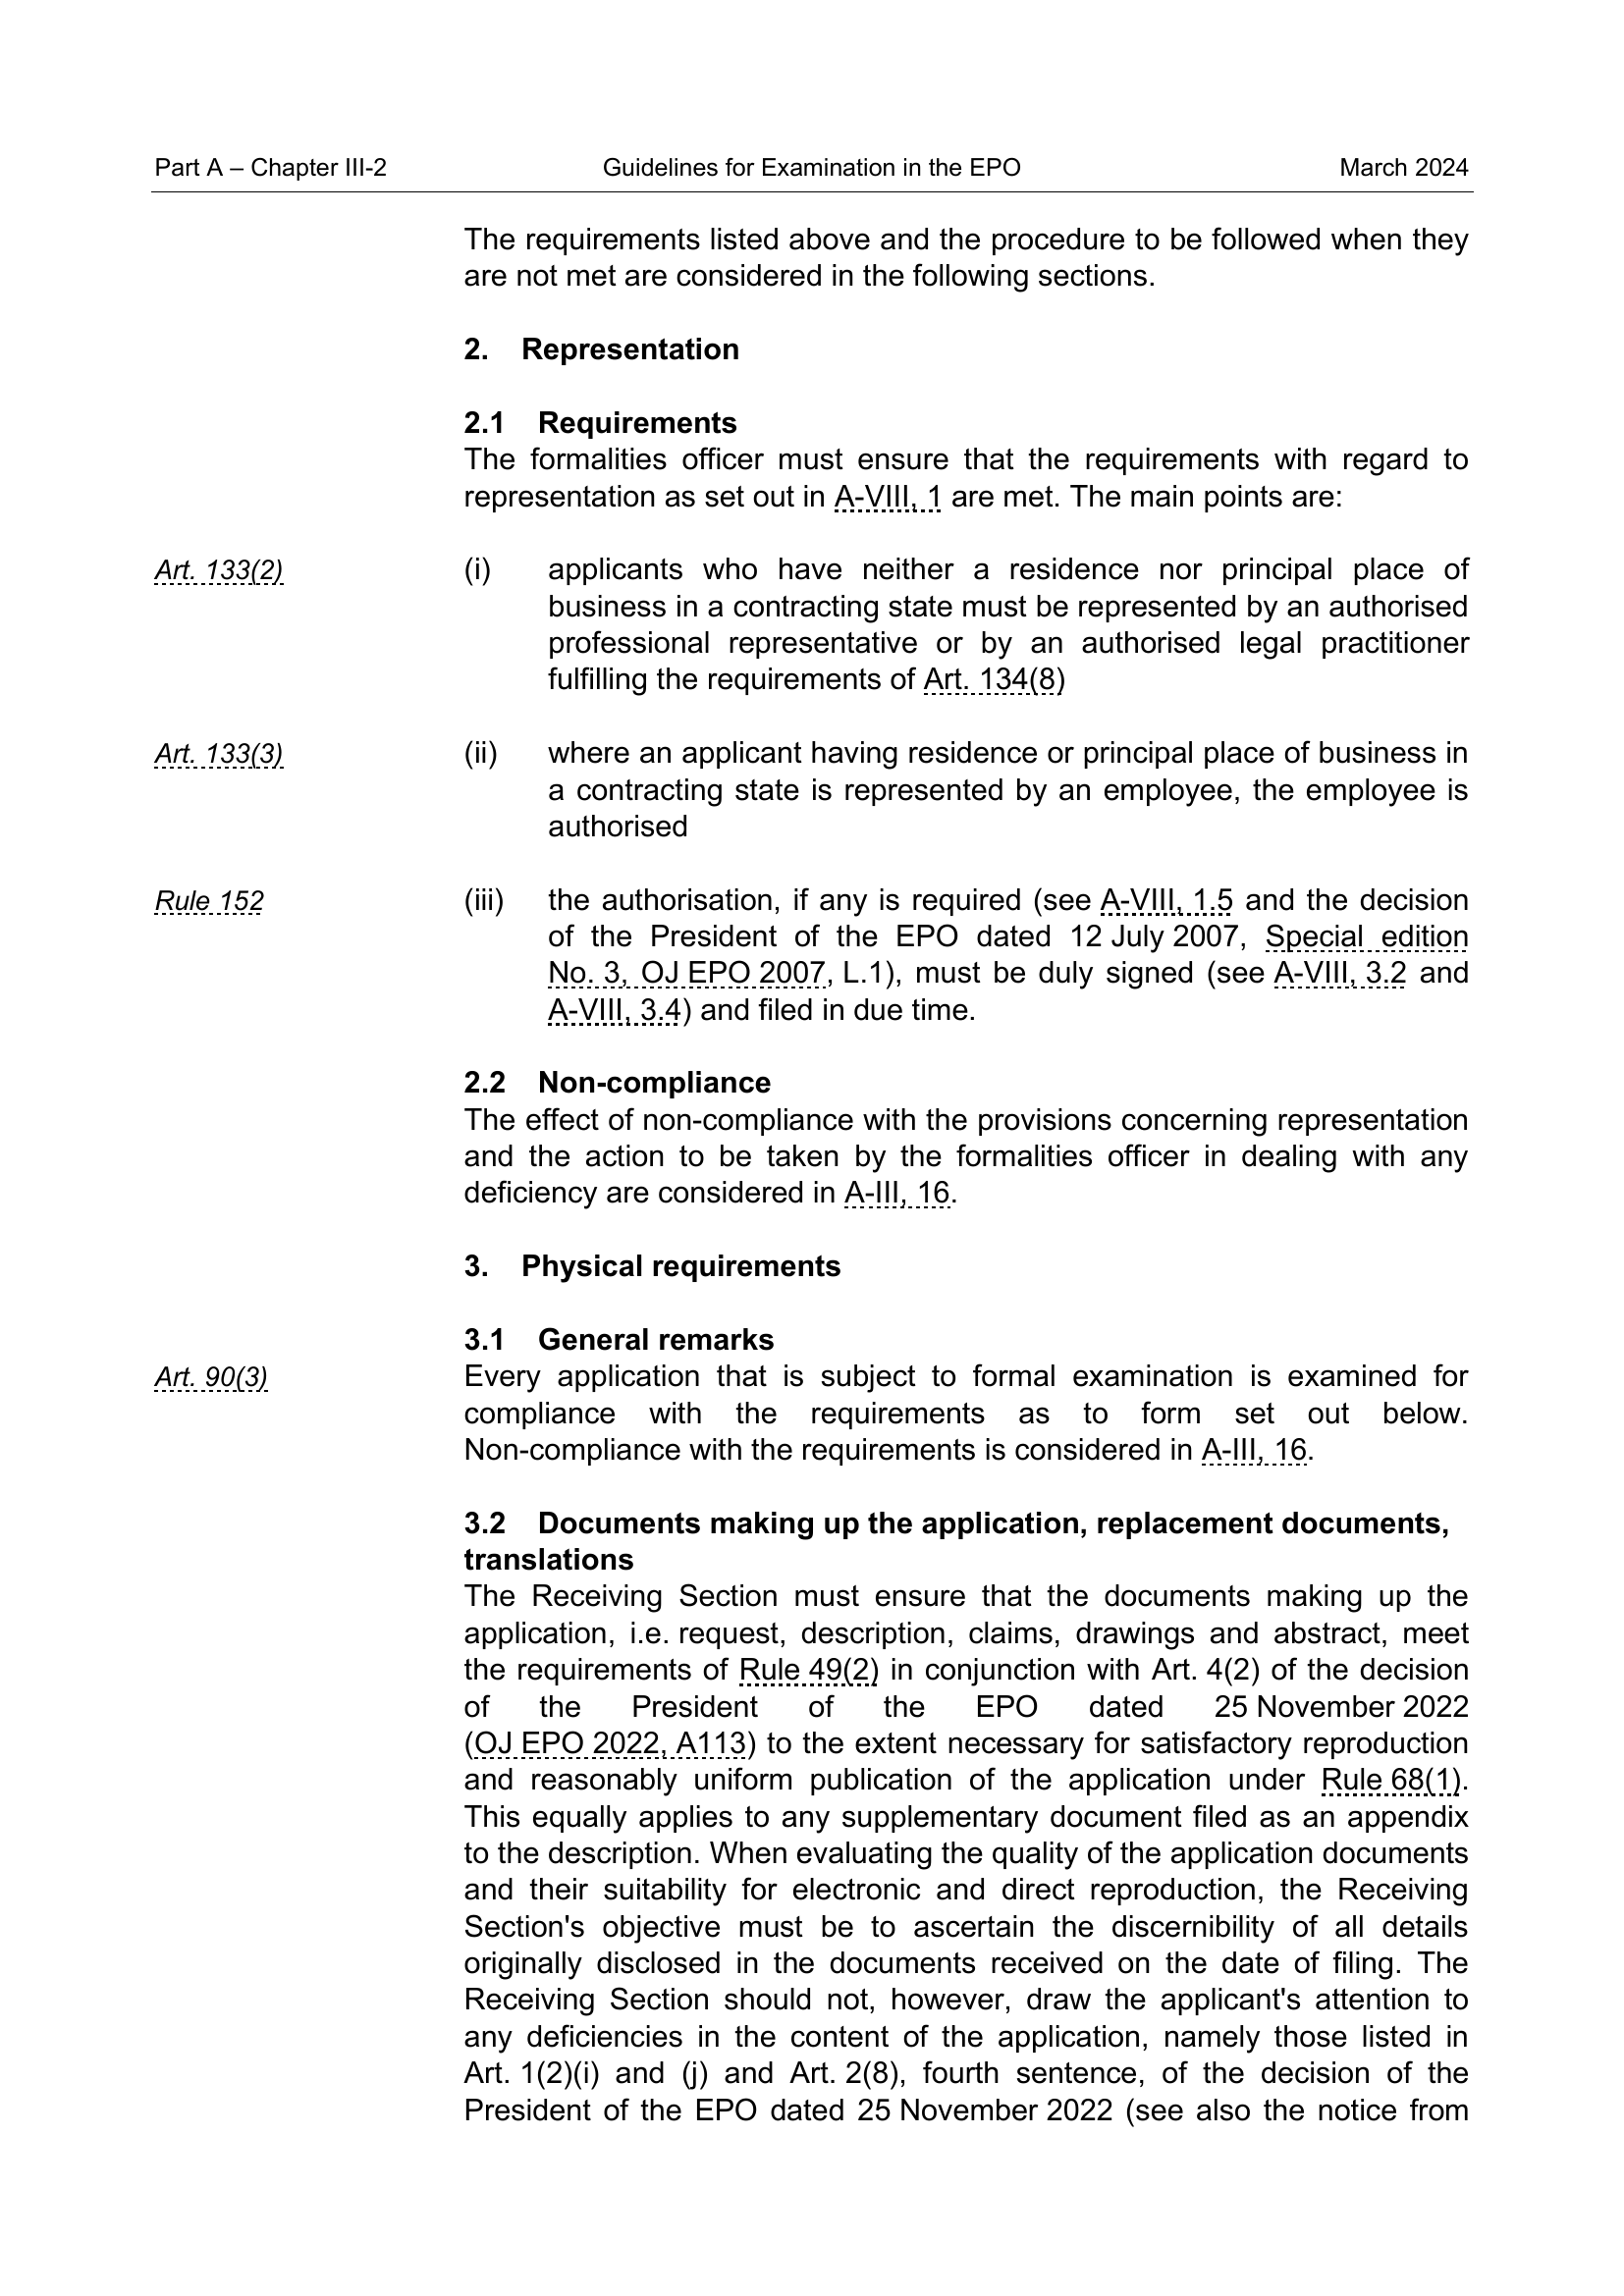 Part A – Chapter III-2 Guidelines for Examination in the EPO March 2024
The requirements listed above and the procedure to be followed when they
are not met are considered in the following sections.
2. Representation
2.1 Requirements
The formalities officer must ensure that the requirements with regard to
representation as set out in A-VIII, 1 are met. The main points are:
Art. 133(2) (i) applicants who have neither a residence nor principal place of
business in a contracting state must be represented by an authorised
professional representative or by an authorised legal practitioner
fulfilling the requirements of Art. 134(8)
Art. 133(3) (ii) where an applicant having residence or principal place of business in
a contracting state is represented by an employee, the employee is
authorised
Rule 152 (iii) the authorisation, if any is required (see A-VIII, 1.5 and the decision
of the President of the EPO dated 12 July 2007, Special edition
No. 3, OJ EPO 2007, L.1), must be duly signed (see A-VIII, 3.2 and
A-VIII, 3.4) and filed in due time.
2.2 Non-compliance
The effect of non-compliance with the provisions concerning representation
and the action to be taken by the formalities officer in dealing with any
deficiency are considered in A-III, 16.
3. Physical requirements
3.1 General remarks
Art. 90(3) Every application that is subject to formal examination is examined for
compliance with the requirements as to form set out below.
Non-compliance with the requirements is considered in A-III, 16.
3.2 Documents making up the application, replacement documents,
translations
The Receiving Section must ensure that the documents making up the
application, i.e. request, description, claims, drawings and abstract, meet
the requirements of Rule 49(2) in conjunction with Art. 4(2) of the decision
of the President of the EPO dated 25 November 2022
(OJ EPO 2022, A113) to the extent necessary for satisfactory reproduction
and reasonably uniform publication of the application under Rule 68(1).
This equally applies to any supplementary document filed as an appendix
to the description. When evaluating the quality of the application documents
and their suitability for electronic and direct reproduction, the Receiving
Section's objective must be to ascertain the discernibility of all details
originally disclosed in the documents received on the date of filing. The
Receiving Section should not, however, draw the applicant's attention to
any deficiencies in the content of the application, namely those listed in
Art. 1(2)(i) and (j) and Art. 2(8), fourth sentence, of the decision of the
President of the EPO dated 25 November 2022 (see also the notice from